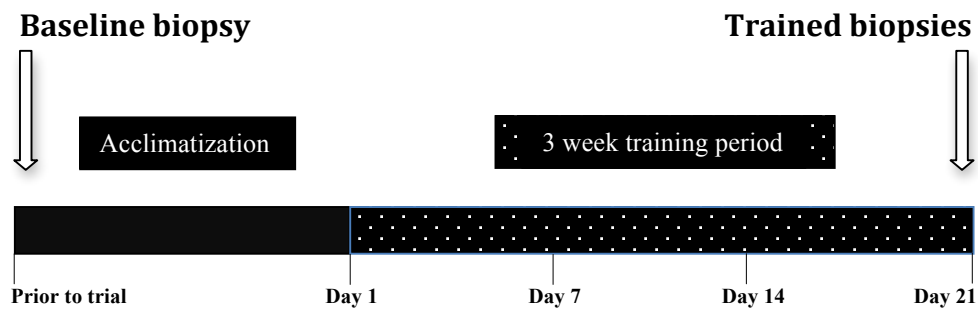 Baseline biopsy
Trained biopsies
Acclimatization
3 week training period
Prior to trial
Day 1
Day 7
Day 14
Day 21